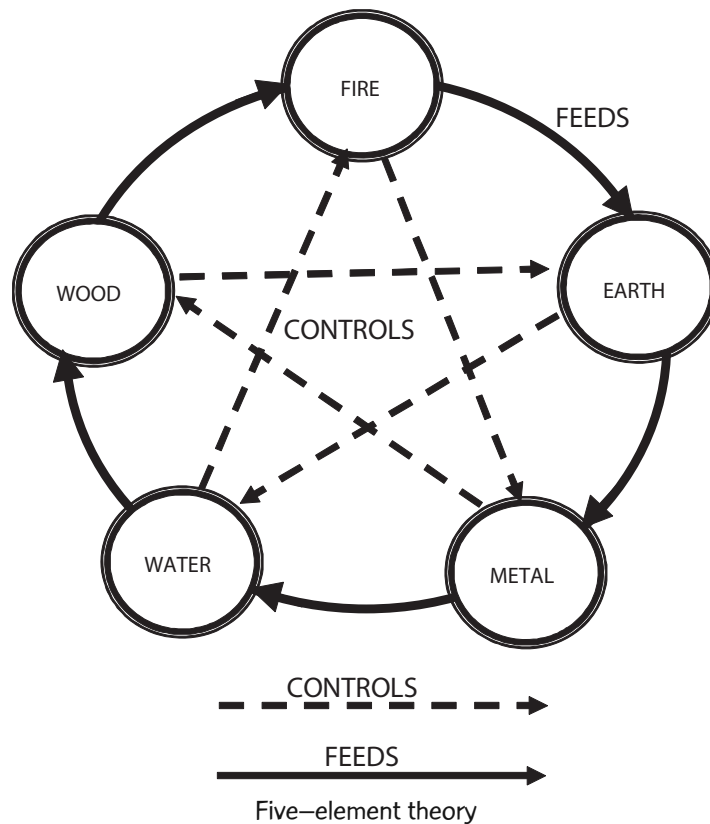 FIRE
FEEDS
WOOD
EARTH
CONTROLS
WATER
METAL
CONTROLS
FEEDS
Five–element theory